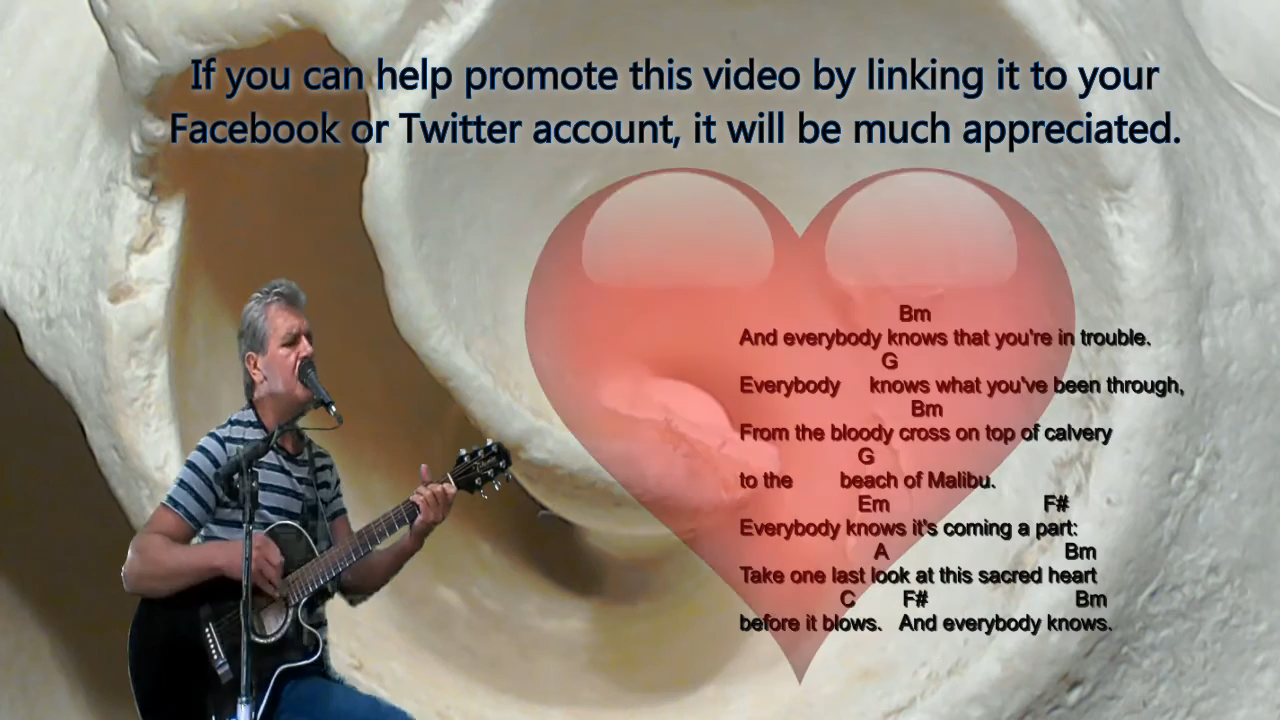 If you can help promote this video by linking it to your
Facebook or Twitter account, it will be much appreciated.
Bm
And everybody knows that you're in trouble.
G
Everybody knows what you've been through,
Bm
From the bloody cross on top of calvery
G
to the beach of Malibu.
Em F#
Everybody knows it's coming a part:
A Bm
Take one last look at this sacred heart
C F# Bm
before it blows. And everybody knows.